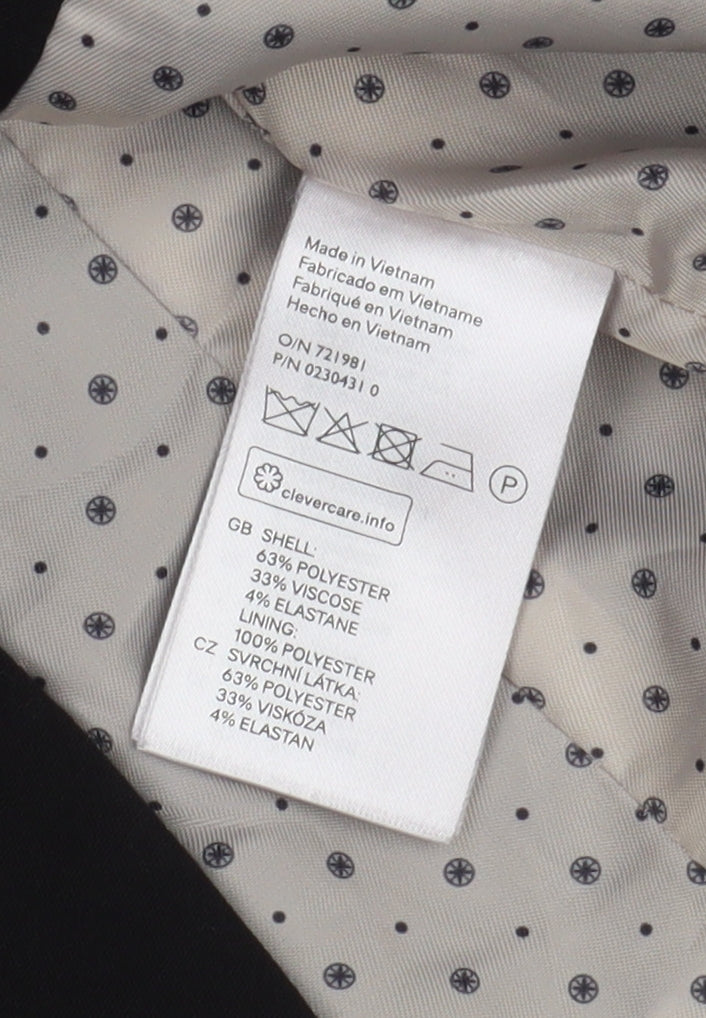 Made in Vietnam
Fabricado em Vietname
Fabriqué en Vietnam
Hecho en Vietnam
O/N 721981
P/N 0230431 0
P
clevercare.info
GB SHELL:
63% POLYESTER
33% VISCOSE
4% ELASTANE
LINING:
100% POLYESTER
CZ SVRCHNÍ LÁTKA:
63% POLYESTER
33% VISKÓZA
4% ELASTAN